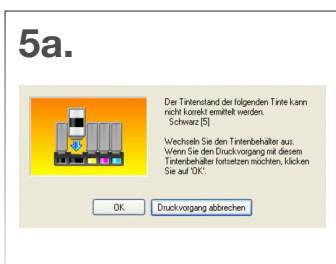 5a.
Der Tintenstand der folgenden Tinte kann
nicht korrekt ermittelt werden.
Schwarz [5]
Wechseln Sie den Tintenbehälter aus.
Wenn Sie den Druckvorgang mit diesem
Tintenbehälter fortsetzen möchten, klicken
Sie auf 'OK'.
OK
Druckvorgang abbrechen